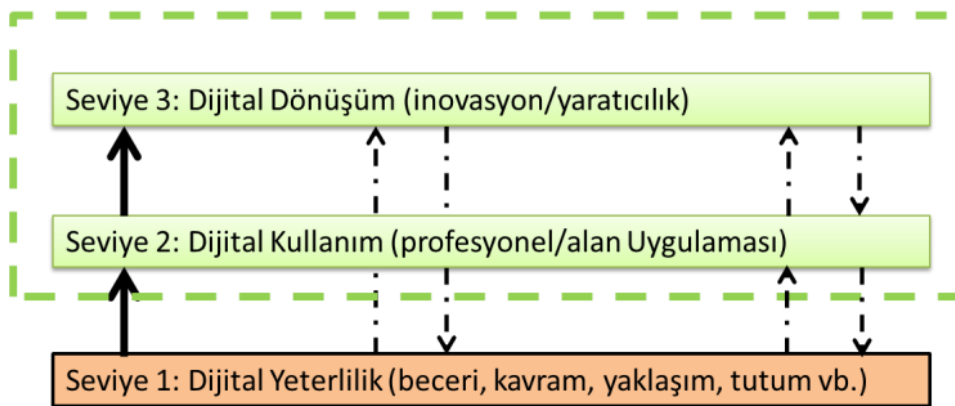 Seviye 3: Dijital Dönüşüm (inovasyon/yaratıcılık)
Seviye 2: Dijital Kullanım (profesyonel/alan Uygulaması)
Seviye 1: Dijital Yeterlilik (beceri, kavram, yaklaşım, tutum vb.)